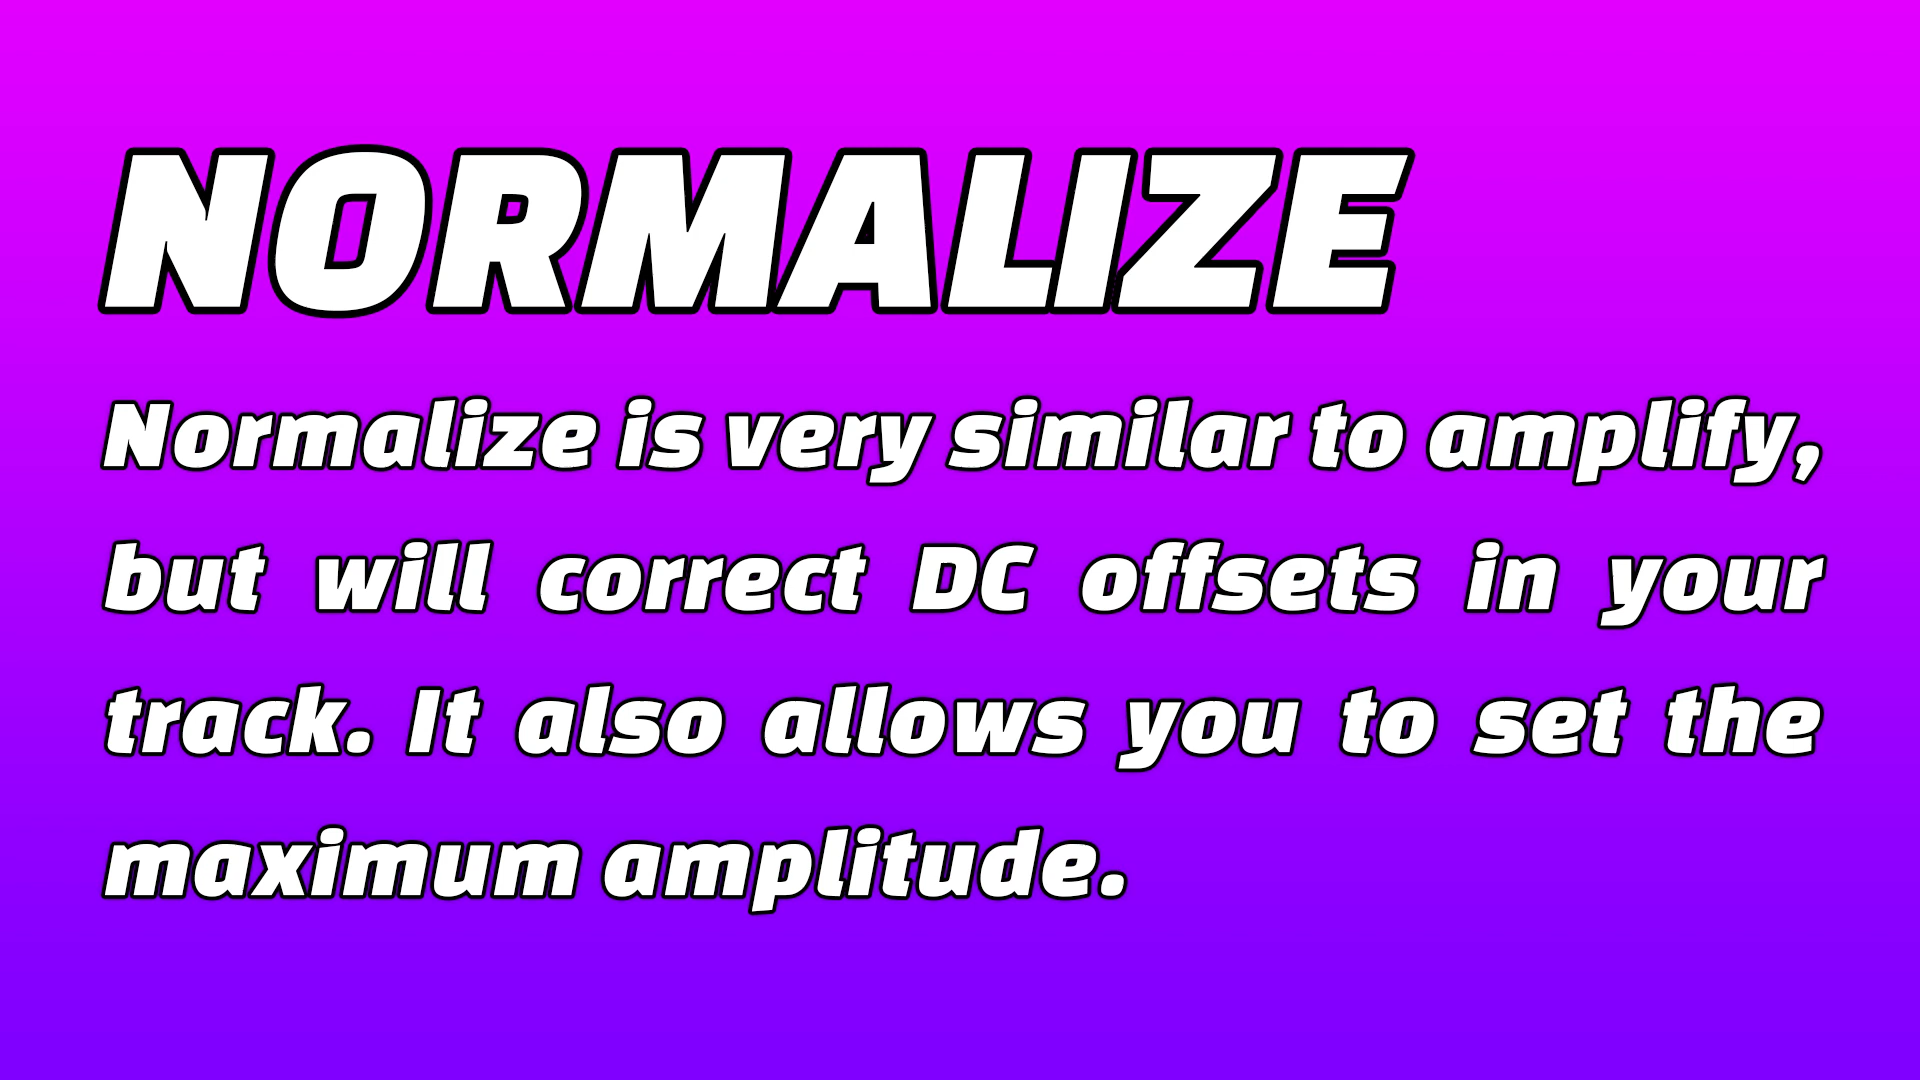 NORMALIZE
Normalize is very similar to amplify,
but will correct DC offsets in your
track. It also allows you to set the
maximum amplitude.